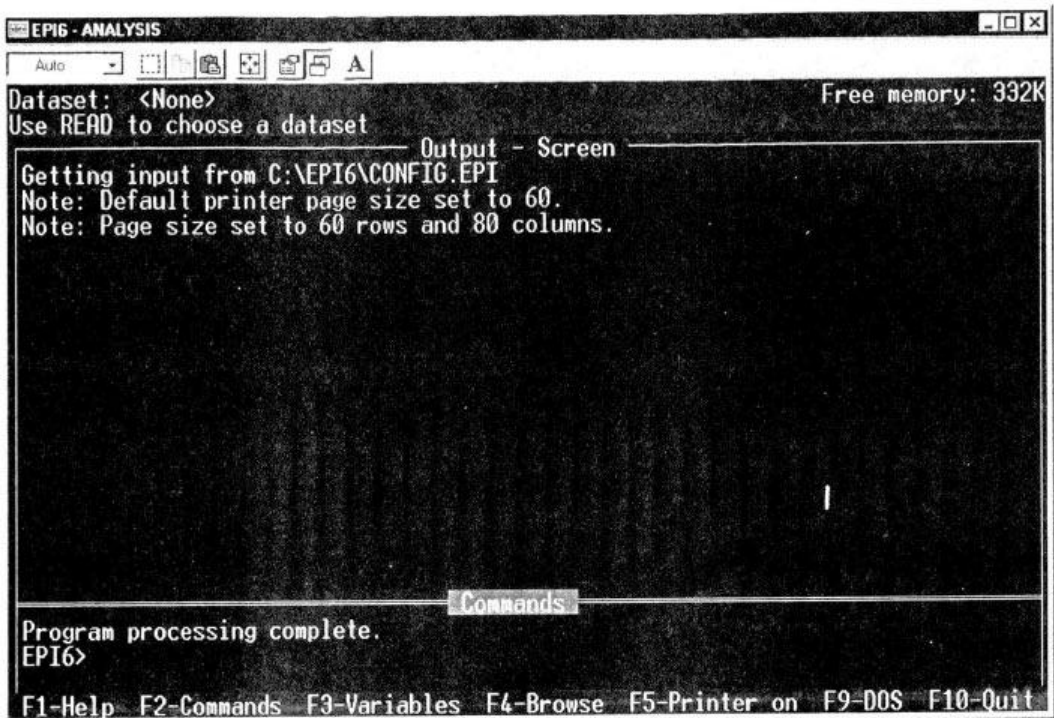 EPI6 - ANALYSIS
Auto
A
Dataset: <None>
Free memory: 332K
Use READ to choose a dataset
Output - Screen
Getting input from C:\EPI6\CONFIG.EPI
Note: Default printer page size set to 60.
Note: Page size set to 60 rows and 80 columns.
Commands
Program processing complete.
EPI6>
F1-Help F2-Commands F3-Variables F4-Browse F5-Printer on F9-DOS F10-Quit